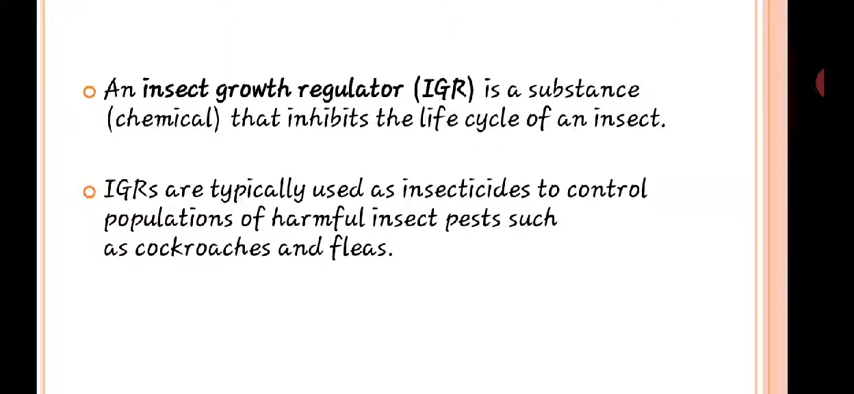 An insect growth regulator (IGR) is a substance
(chemical) that inhibits the life cycle of an insect.
IGRs are typically used as insecticides to control
populations of harmful insect pests such
as cockroaches and fleas.